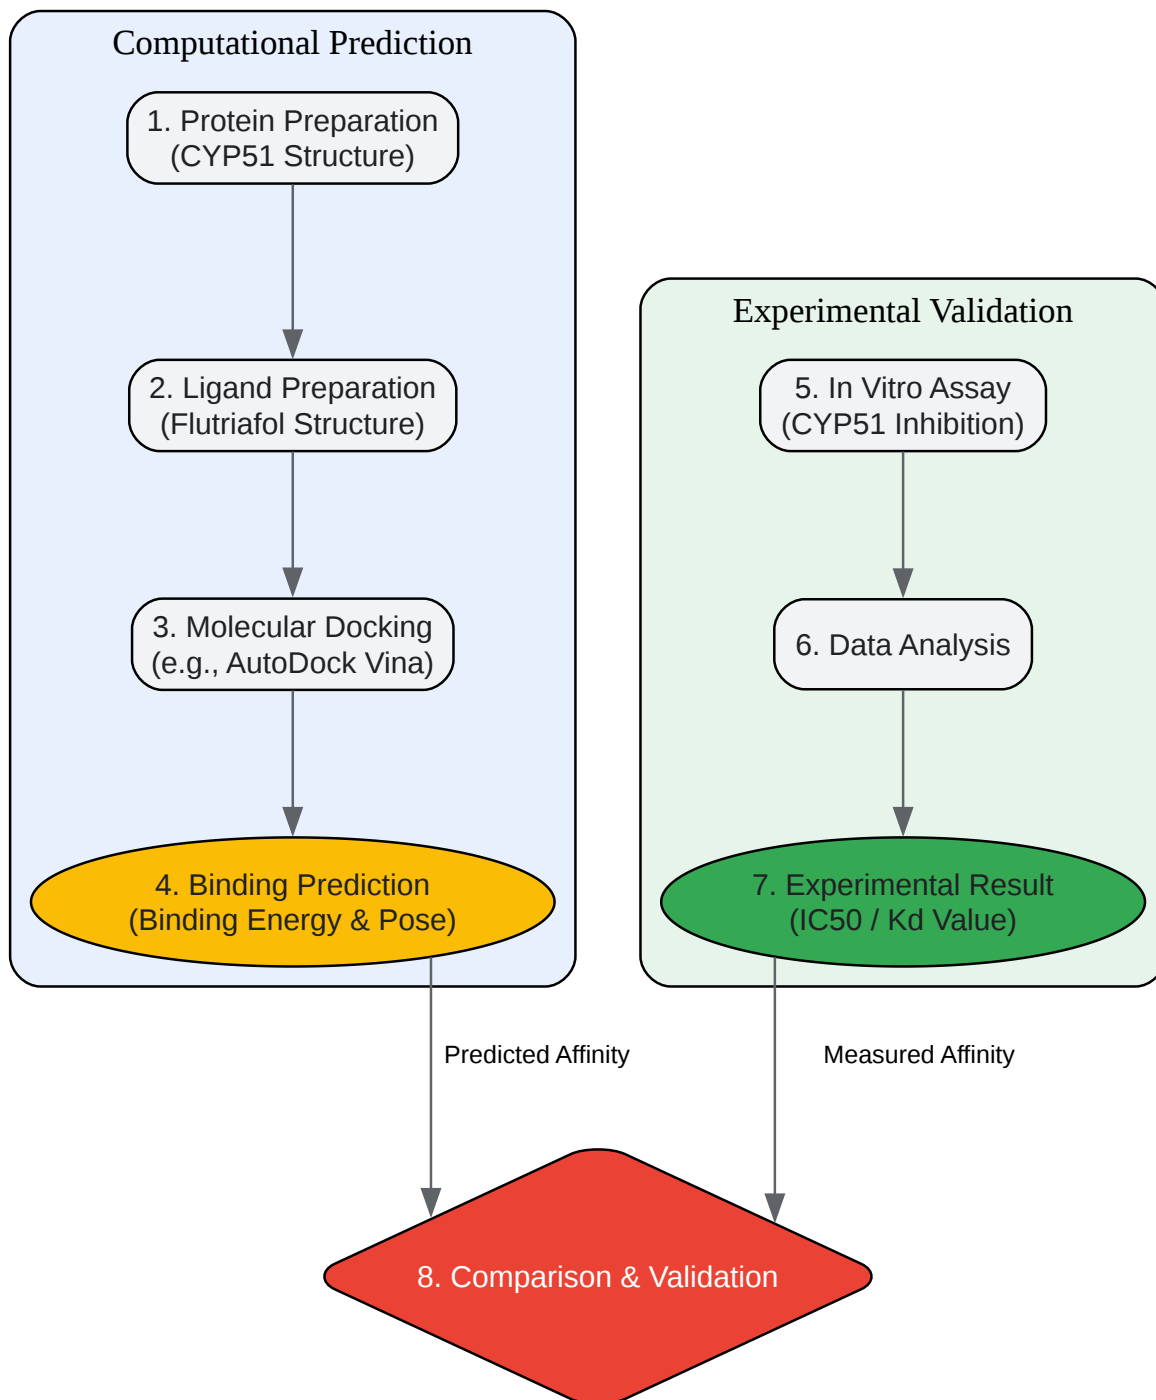 Computational Prediction
1. Protein Preparation
(CYP51 Structure)
2. Ligand Preparation
(Flutriafol Structure)
3. Molecular Docking
(e.g., AutoDock Vina)
4. Binding Prediction
(Binding Energy & Pose)
Experimental Validation
5. In Vitro Assay
(CYP51 Inhibition)
6. Data Analysis
7. Experimental Result
(IC50 / Kd Value)
Predicted Affinity
Measured Affinity
8. Comparison & Validation